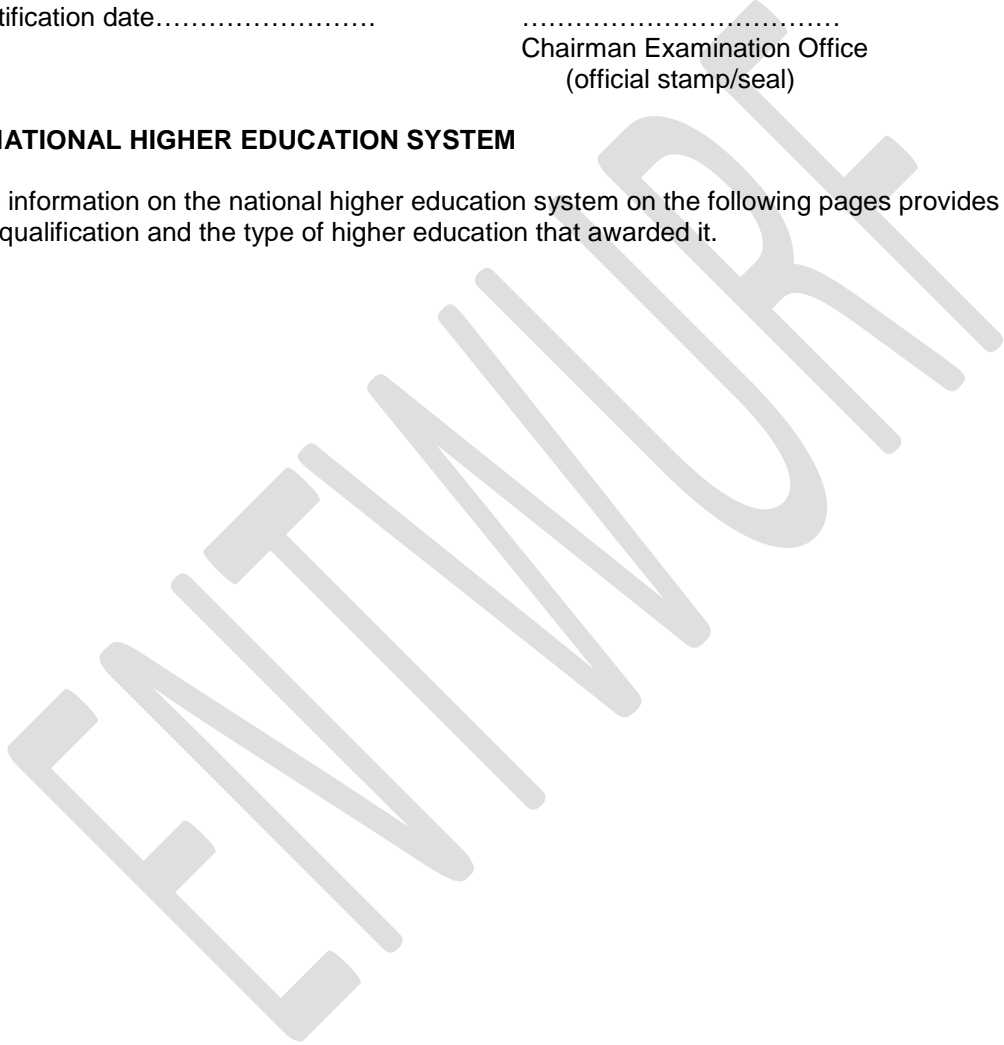 tification date……………………. ………………………………
Chairman Examination Office
(official stamp/seal)
NATIONAL HIGHER EDUCATION SYSTEM
information on the national higher education system on the following pages provides
qualification and the type of higher education that awarded it.
ENTWURF